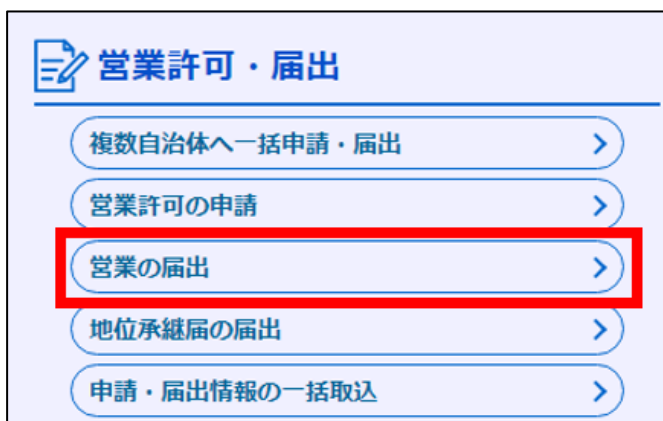 営業許可・届出
複数自治体へ一括申請・届出
営業許可の申請
営業の届出
地位承継届の届出
申請・届出情報の一括取込